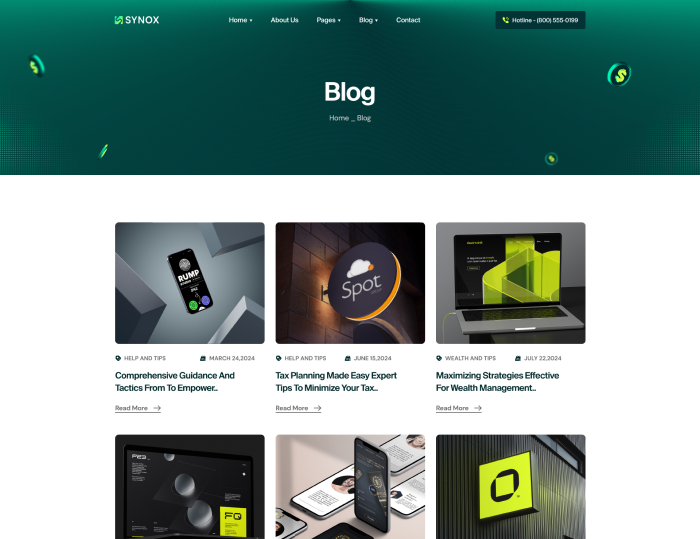 SYNOX
Home
About Us
Pages
Blog
Contact
Hotline - (800) 555-0199
Blog
Home _ Blog
RUMP
Spot
HELP AND TIPS
MARCH 24,2024
HELP AND TIPS
JUNE 15,2024
WEALTH AND TIPS
JULY 22,2024
Comprehensive Guidance And
Tactics From To Empower..
Tax Planning Made Easy Expert
Tips To Minimize Your Tax..
Maximizing Strategies Effective
For Wealth Management..
Read More
Read More
Read More
FQ